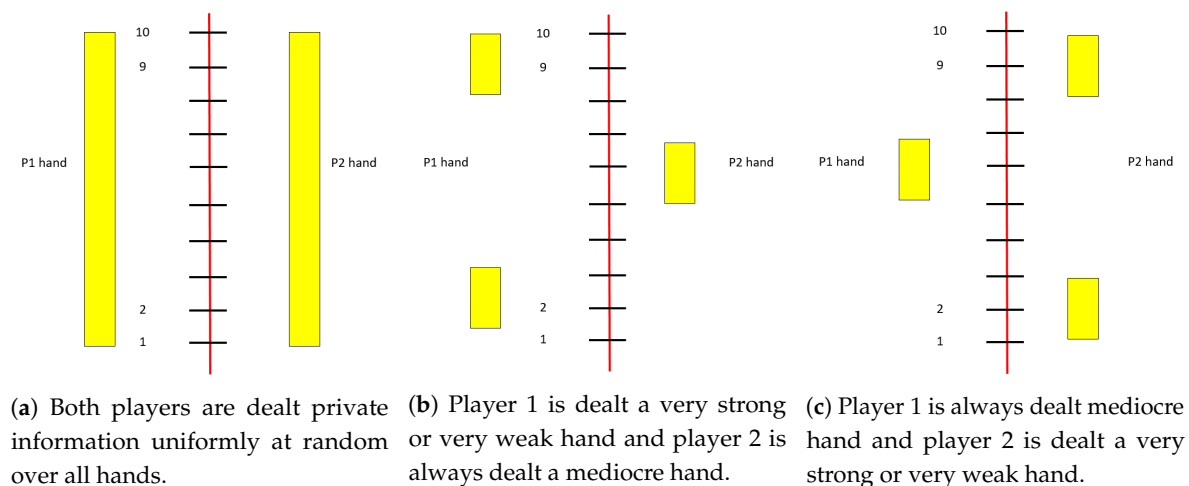 10
9
P1 hand
P2 hand
2
1
(a) Both players are dealt private
information uniformly at random
over all hands.
10
9
P1 hand
P2 hand
2
1
(b) Player 1 is dealt a very strong
or very weak hand and player 2 is
always dealt a mediocre hand.
10
9
P1 hand
P2 hand
2
1
(c) Player 1 is always dealt mediocre
hand and player 2 is dealt a very
strong or very weak hand.